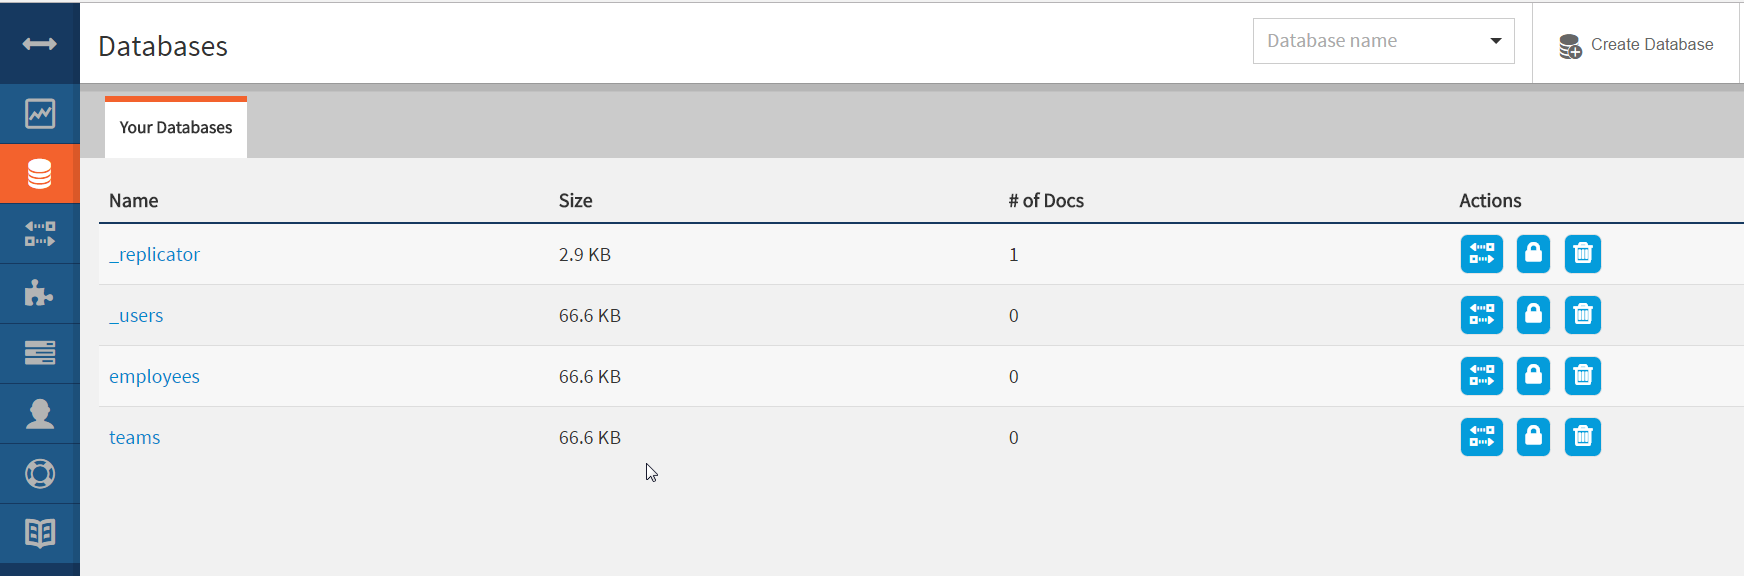 Databases
Database name
Create Database
Your Databases
Name Size # of Docs Actions
_replicator 2.9 KB 1
_users 66.6 KB 0
employees 66.6 KB 0
teams 66.6 KB 0